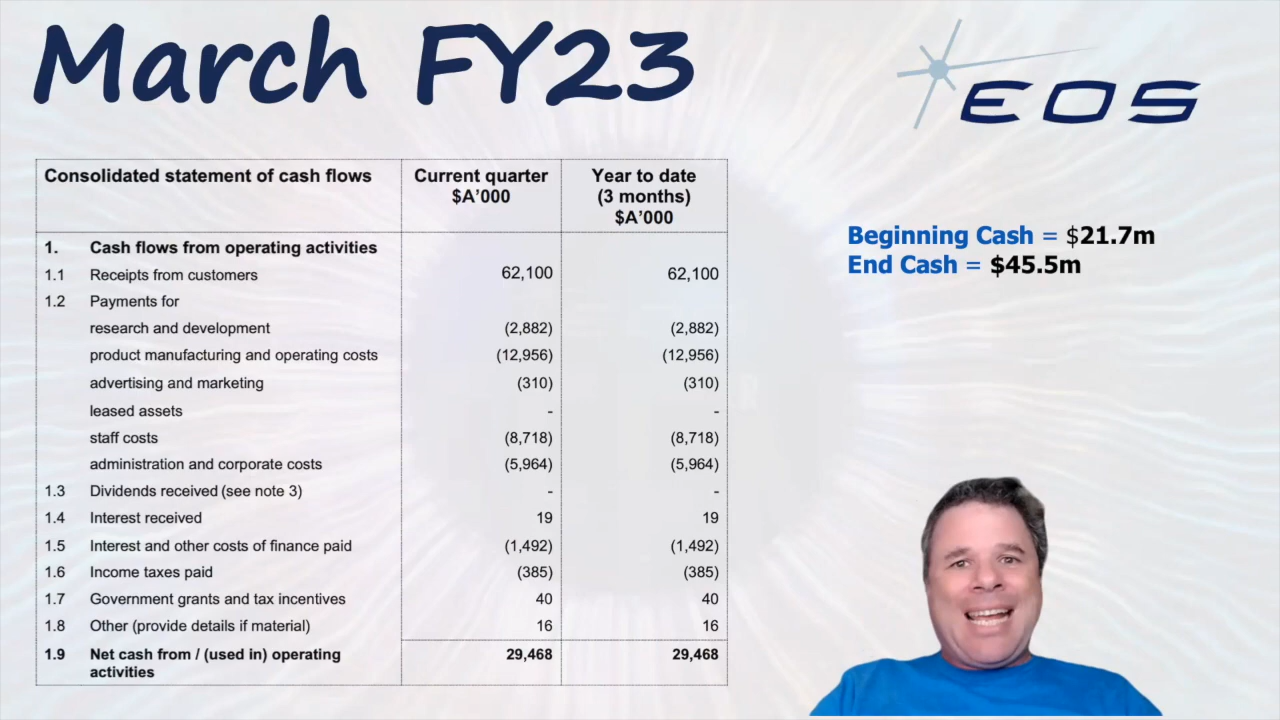 March FY23
EOS
Consolidated statement of cash flows Current quarter $A'000 Year to date (3 months) $A'000
1. Cash flows from operating activities
1.1 Receipts from customers 62,100 62,100
1.2 Payments for
research and development (2,882) (2,882)
product manufacturing and operating costs (12,956) (12,956)
advertising and marketing (310) (310)
leased assets - -
staff costs (8,718) (8,718)
administration and corporate costs (5,964) (5,964)
1.3 Dividends received (see note 3) - -
1.4 Interest received 19 19
1.5 Interest and other costs of finance paid (1,492) (1,492)
1.6 Income taxes paid (385) (385)
1.7 Government grants and tax incentives 40 40
1.8 Other (provide details if material) 16 16
1.9 Net cash from / (used in) operating activities 29,468 29,468
Beginning Cash = $21.7m
End Cash = $45.5m